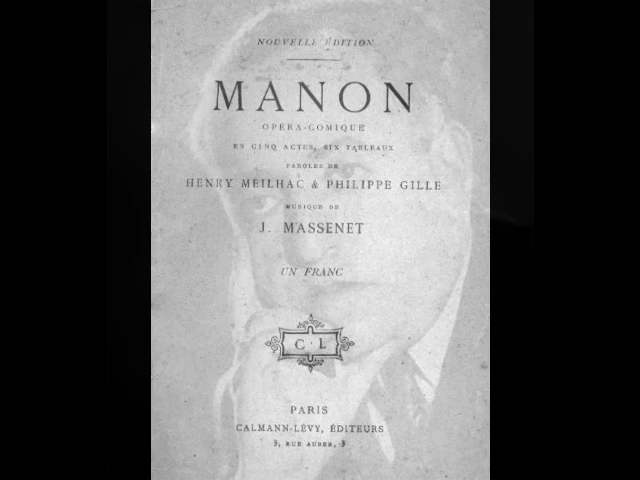 NOUVELLE ÉDITION
MANON
OPÉRA-COMIQUE
EN CINQ ACTES, SIX TABLEAUX
PAROLES DE
HENRY MEILHAC & PHILIPPE GILLE
MUSIQUE DE
J. MASSENET
UN FRANC
C · L
PARIS
CALMANN-LÉVY, ÉDITEURS
3, RUE AUBER, 3